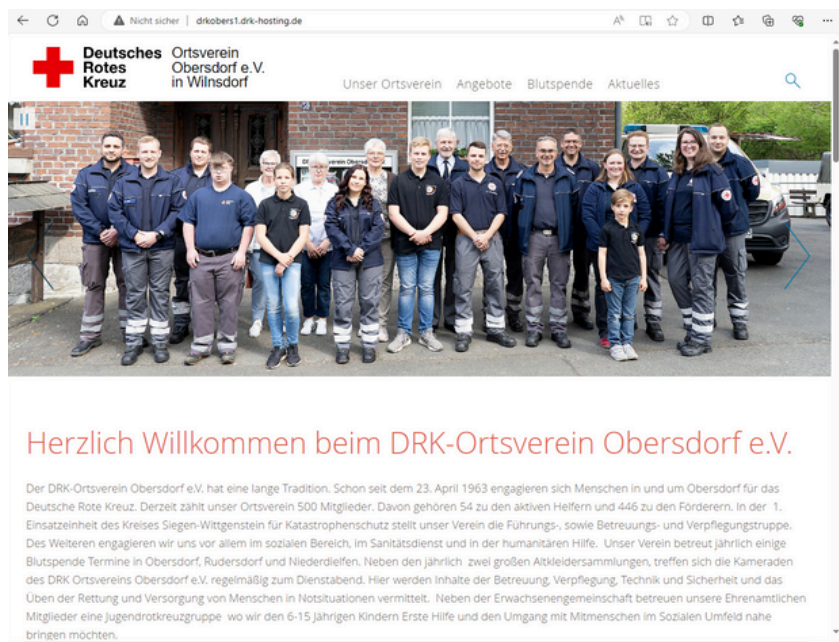 Nicht sicher | drkobers1.drk-hosting.de
Deutsches Ortsverein
Rotes Obersdorf e.V.
Kreuz in Wilnsdorf
Unser Ortsverein Angebote Blutspende Aktuelles
Herzlich Willkommen beim DRK-Ortsverein Obersdorf e.V.
Der DRK-Ortsverein Obersdorf e.V. hat eine lange Tradition. Schon seit dem 23. April 1963 engagieren sich Menschen in und um Obersdorf für das
Deutsche Rote Kreuz. Derzeit zählt unser Ortsverein 500 Mitglieder. Davon gehören 54 zu den aktiven Helfern und 446 zu den Förderern. In der 1.
Einsatzeinheit des Kreises Siegen-Wittgenstein für Katastrophenschutz stellt unser Verein die Führungs-, sowie Betreuungs- und Verpflegungstruppe.
Des Weiteren engagieren wir uns vor allem im sozialen Bereich, im Sanitätsdienst und in der humanitären Hilfe. Unser Verein betreut jährlich einige
Blutspende Termine in Obersdorf, Rudersdorf und Niederdielfen. Neben den jährlich zwei großen Altkleidersammlungen, treffen sich die Kameraden
des DRK Ortsvereins Obersdorf e.V. regelmäßig zum Dienstabend. Hier werden Inhalte der Betreuung, Verpflegung, Technik und Sicherheit und das
Üben der Rettung und Versorgung von Menschen in Notsituationen vermittelt. Neben der Erwachsenengemeinschaft betreuen unsere Ehrenamtlichen
Mitglieder eine Jugendrotkreuzgruppe wo wir den 6-15 Jährigen Kindern Erste Hilfe und den Umgang mit Mitmenschen im Sozialen Umfeld nahe
bringen möchten.